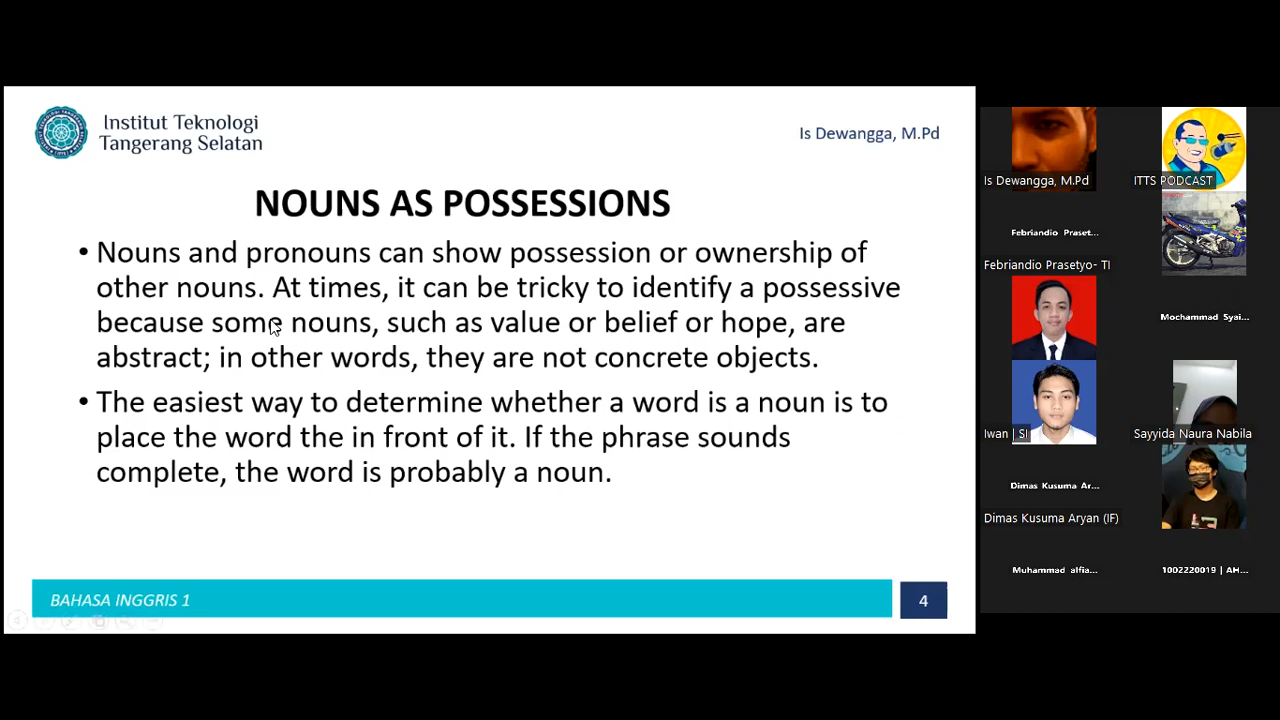 Institut Teknologi
Tangerang Selatan
Is Dewangga, M.Pd
NOUNS AS POSSESSIONS
• Nouns and pronouns can show possession or ownership of
other nouns. At times, it can be tricky to identify a possessive
because some nouns, such as value or belief or hope, are
abstract; in other words, they are not concrete objects.
• The easiest way to determine whether a word is a noun is to
place the word the in front of it. If the phrase sounds
complete, the word is probably a noun.
BAHASA INGGRIS 1
4
Is Dewangga, M.Pd
ITTS PODCAST
Febriandio Praset...
Febriandio Prasetyo- TI
Mochammad Syai...
Iwan | SI
Sayyida Naura Nabila
Dimas Kusuma Ar...
Dimas Kusuma Aryan (IF)
Muhammad alfia...
1002220019 | AH...